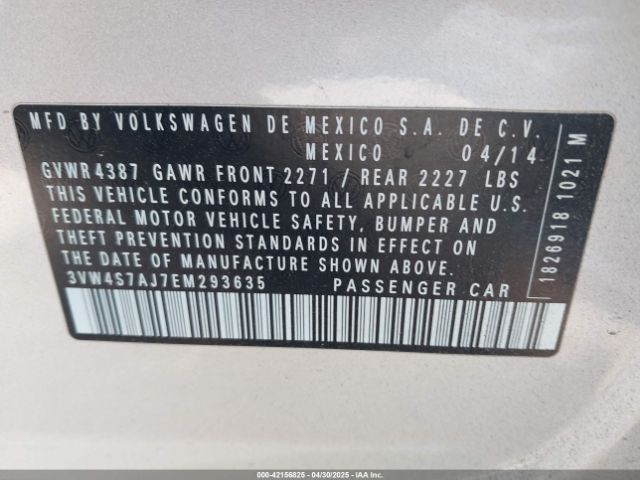 MFD BY VOLKSWAGEN DE MEXICO S.A. DE C.V.
MEXICO 04/14
GVWR 4387 GAWR FRONT 2271 / REAR 2227 LBS
THIS VEHICLE CONFORMS TO ALL APPLICABLE U.S.
FEDERAL MOTOR VEHICLE SAFETY, BUMPER AND
THEFT PREVENTION STANDARDS IN EFFECT ON
THE DATE OF MANUFACTURE SHOWN ABOVE.
3VW4S7AJ7EM293635 PASSENGER CAR
1826918 1021 M
000-42156825 - 04/30/2025 - IAAI.COM